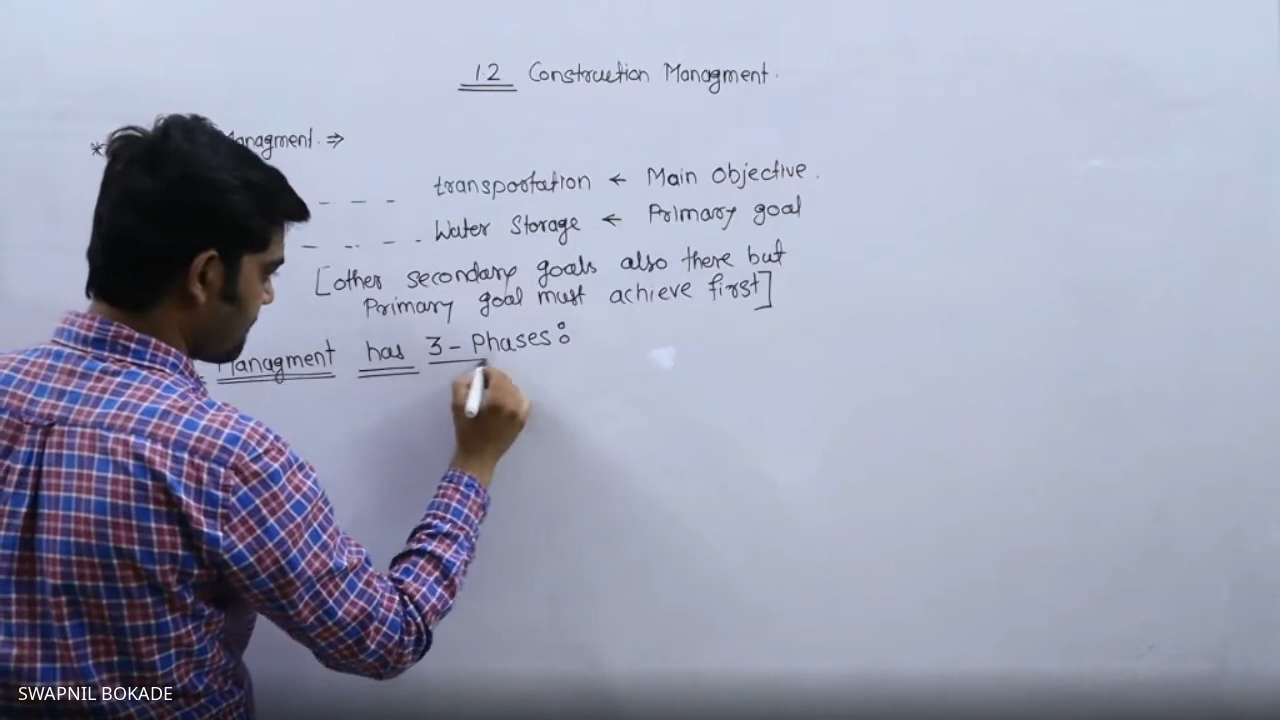 1.2 Construction Managment.
* Managment. ⇒
- - - transportation ← Main Objective.
- - - - Water Storage ← Primary goal
[other secondary goals also there but
Primary goal must achieve first]
Managment has 3 - Phases:
SWAPNIL BOKADE